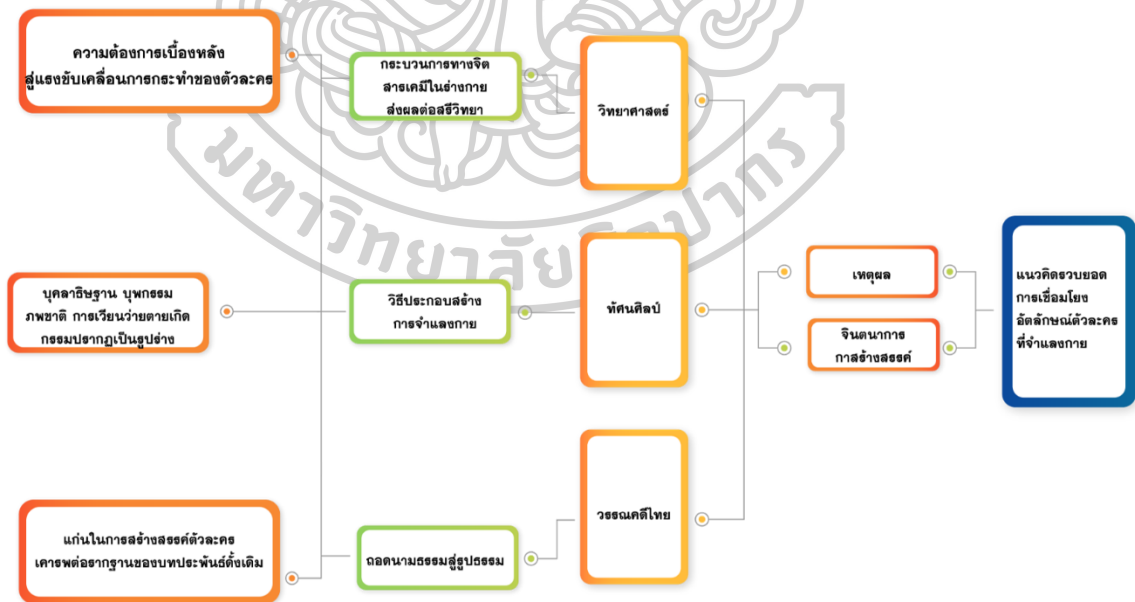 ความต้องการเบื้องหลัง
สู่แรงขับเคลื่อนการกระทำของตัวละคร
กระบวนการทางจิต
สารเคมีในร่างกาย
ส่งผลต่อสรีวิทยา
วิทยาศาสตร์
บุคลาธิษฐาน บุพกรรม
ภพชาติ การเวียนว่ายตายเกิด
กรรมปรากฏเป็นรูปร่าง
วิธีประกอบสร้าง
การจำแลงกาย
ทัศนศิลป์
เหตุผล
จินตนาการ
กาสร้างสรรค์
แนวคิดรวบยอด
การเชื่อมโยง
อัตลักษณ์ตัวละคร
ที่จำแลงกาย
แก่นในการสร้างสรรค์ตัวละคร
เคารพต่อรากฐานของบทประพันธ์ดั้งเดิม
ถอดนามธรรมสู่รูปธรรม
วรรณคดีไทย
มหาวิทยาลัยศิลปากร